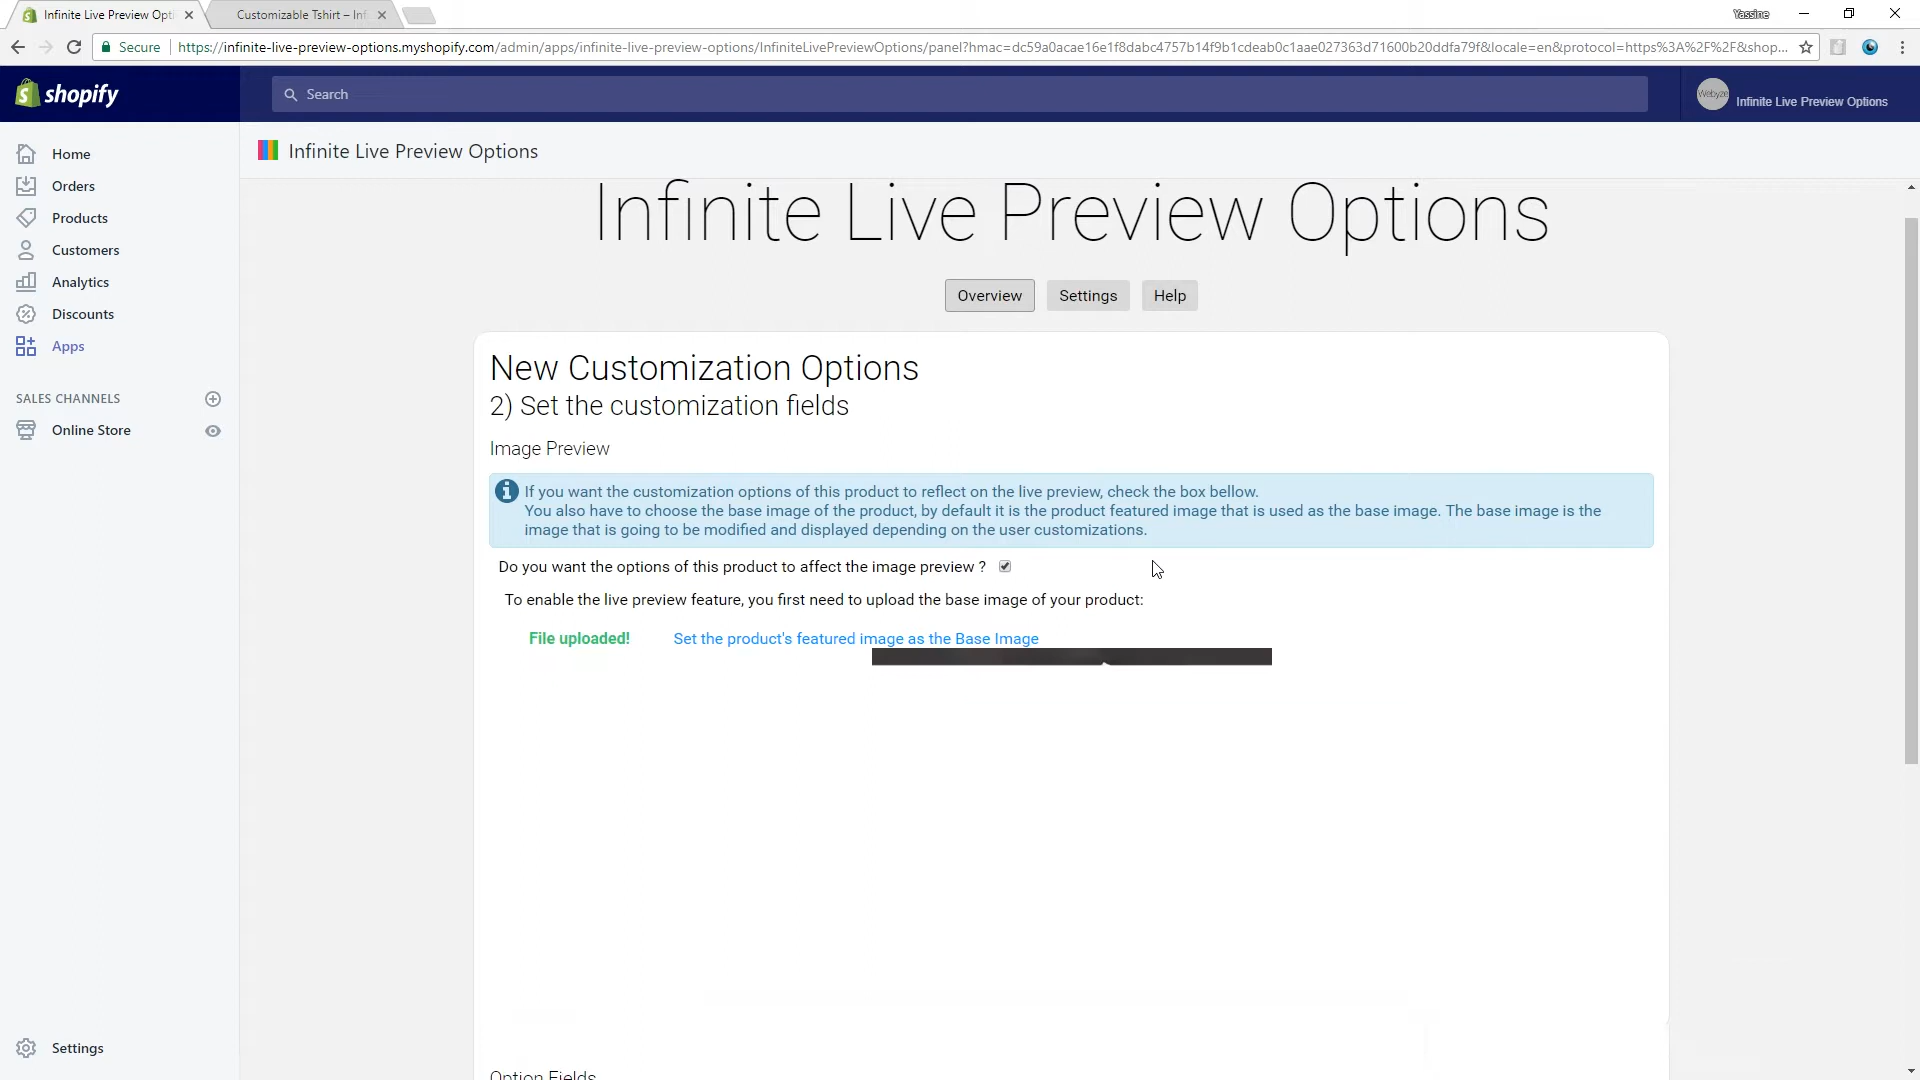 Infinite Live Preview Opti
Customizable Tshirt – Inf
Yassine
Secure
https://infinite-live-preview-options.myshopify.com/admin/apps/infinite-live-preview-options/InfiniteLivePreviewOptions/panel?hmac=dc59a0acae16e1f8dabc4757b14f9b1cdeab0c1aae027363d71600b20ddfa79f&locale=en&protocol=https%3A%2F%2F&shop...
shopify
Search
Webyze
Infinite Live Preview Options
Home
Orders
Products
Customers
Analytics
Discounts
Apps
SALES CHANNELS
Online Store
Settings
Infinite Live Preview Options
Infinite Live Preview Options
Overview
Settings
Help
New Customization Options
2) Set the customization fields
Image Preview
If you want the customization options of this product to reflect on the live preview, check the box bellow.
You also have to choose the base image of the product, by default it is the product featured image that is used as the base image. The base image is the
image that is going to be modified and displayed depending on the user customizations.
Do you want the options of this product to affect the image preview ?
To enable the live preview feature, you first need to upload the base image of your product:
File uploaded!
Set the product's featured image as the Base Image
Option Fields